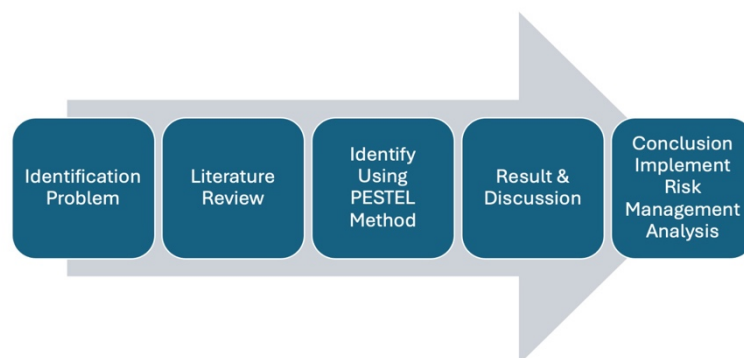 Identification
Problem
Literature
Review
Identify
Using
PESTEL
Method
Result &
Discussion
Conclusion
Implement
Risk
Management
Analysis